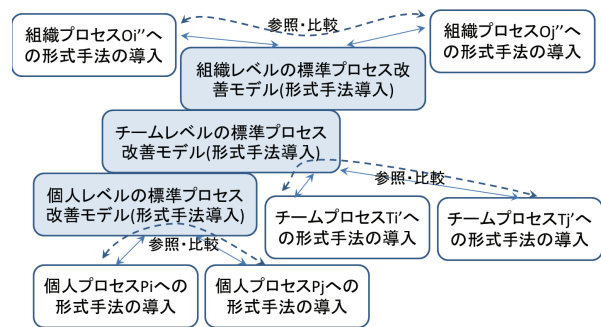 参照・比較
組織プロセスOi’’へ
の形式手法の導入
組織プロセスOj’’へ
の形式手法の導入
組織レベルの標準プロセス改
善モデル(形式手法導入)
チームレベルの標準プロセス
改善モデル(形式手法導入)
参照・比較
個人レベルの標準プロセス
改善モデル(形式手法導入)
チームプロセスTi’へ
の形式手法の導入
チームプロセスTj’へ
の形式手法の導入
参照・比較
個人プロセスPiへの
形式手法の導入
個人プロセスPjへの
形式手法の導入